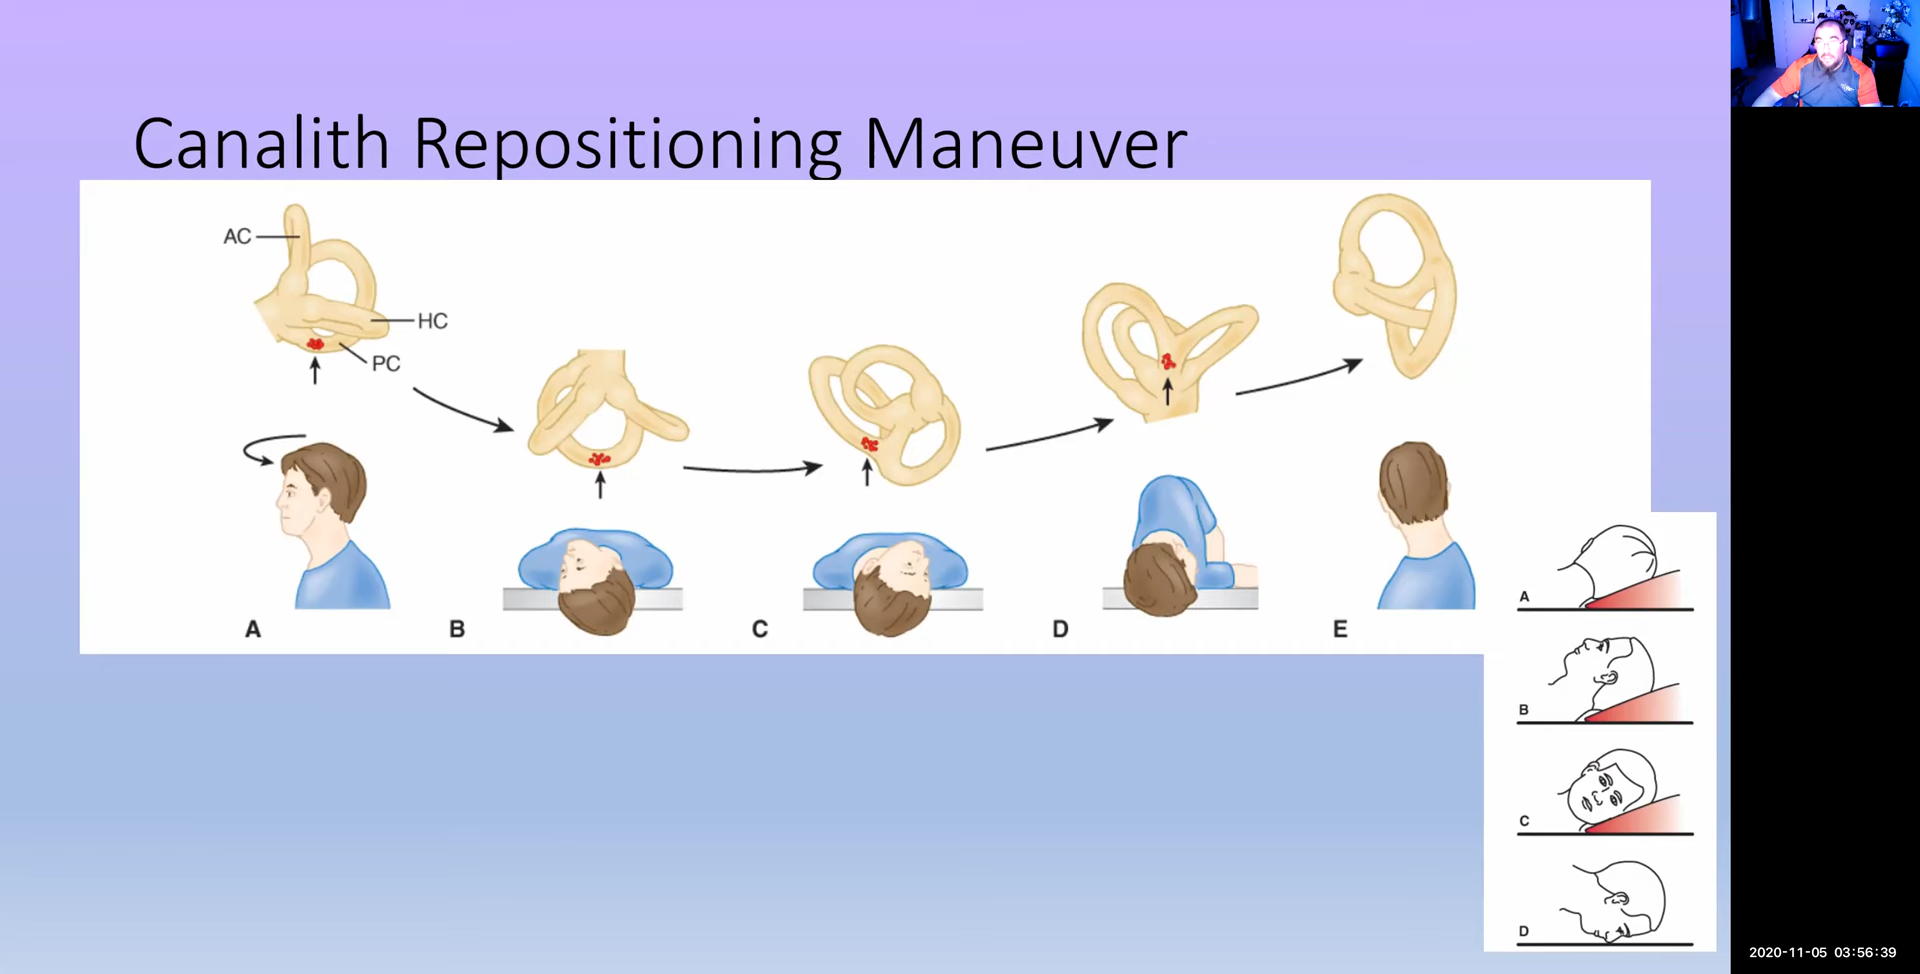 Canalith Repositioning Maneuver
AC
HC
PC
A
B
C
D
E
A
B
C
D
2020-11-05 03:56:39